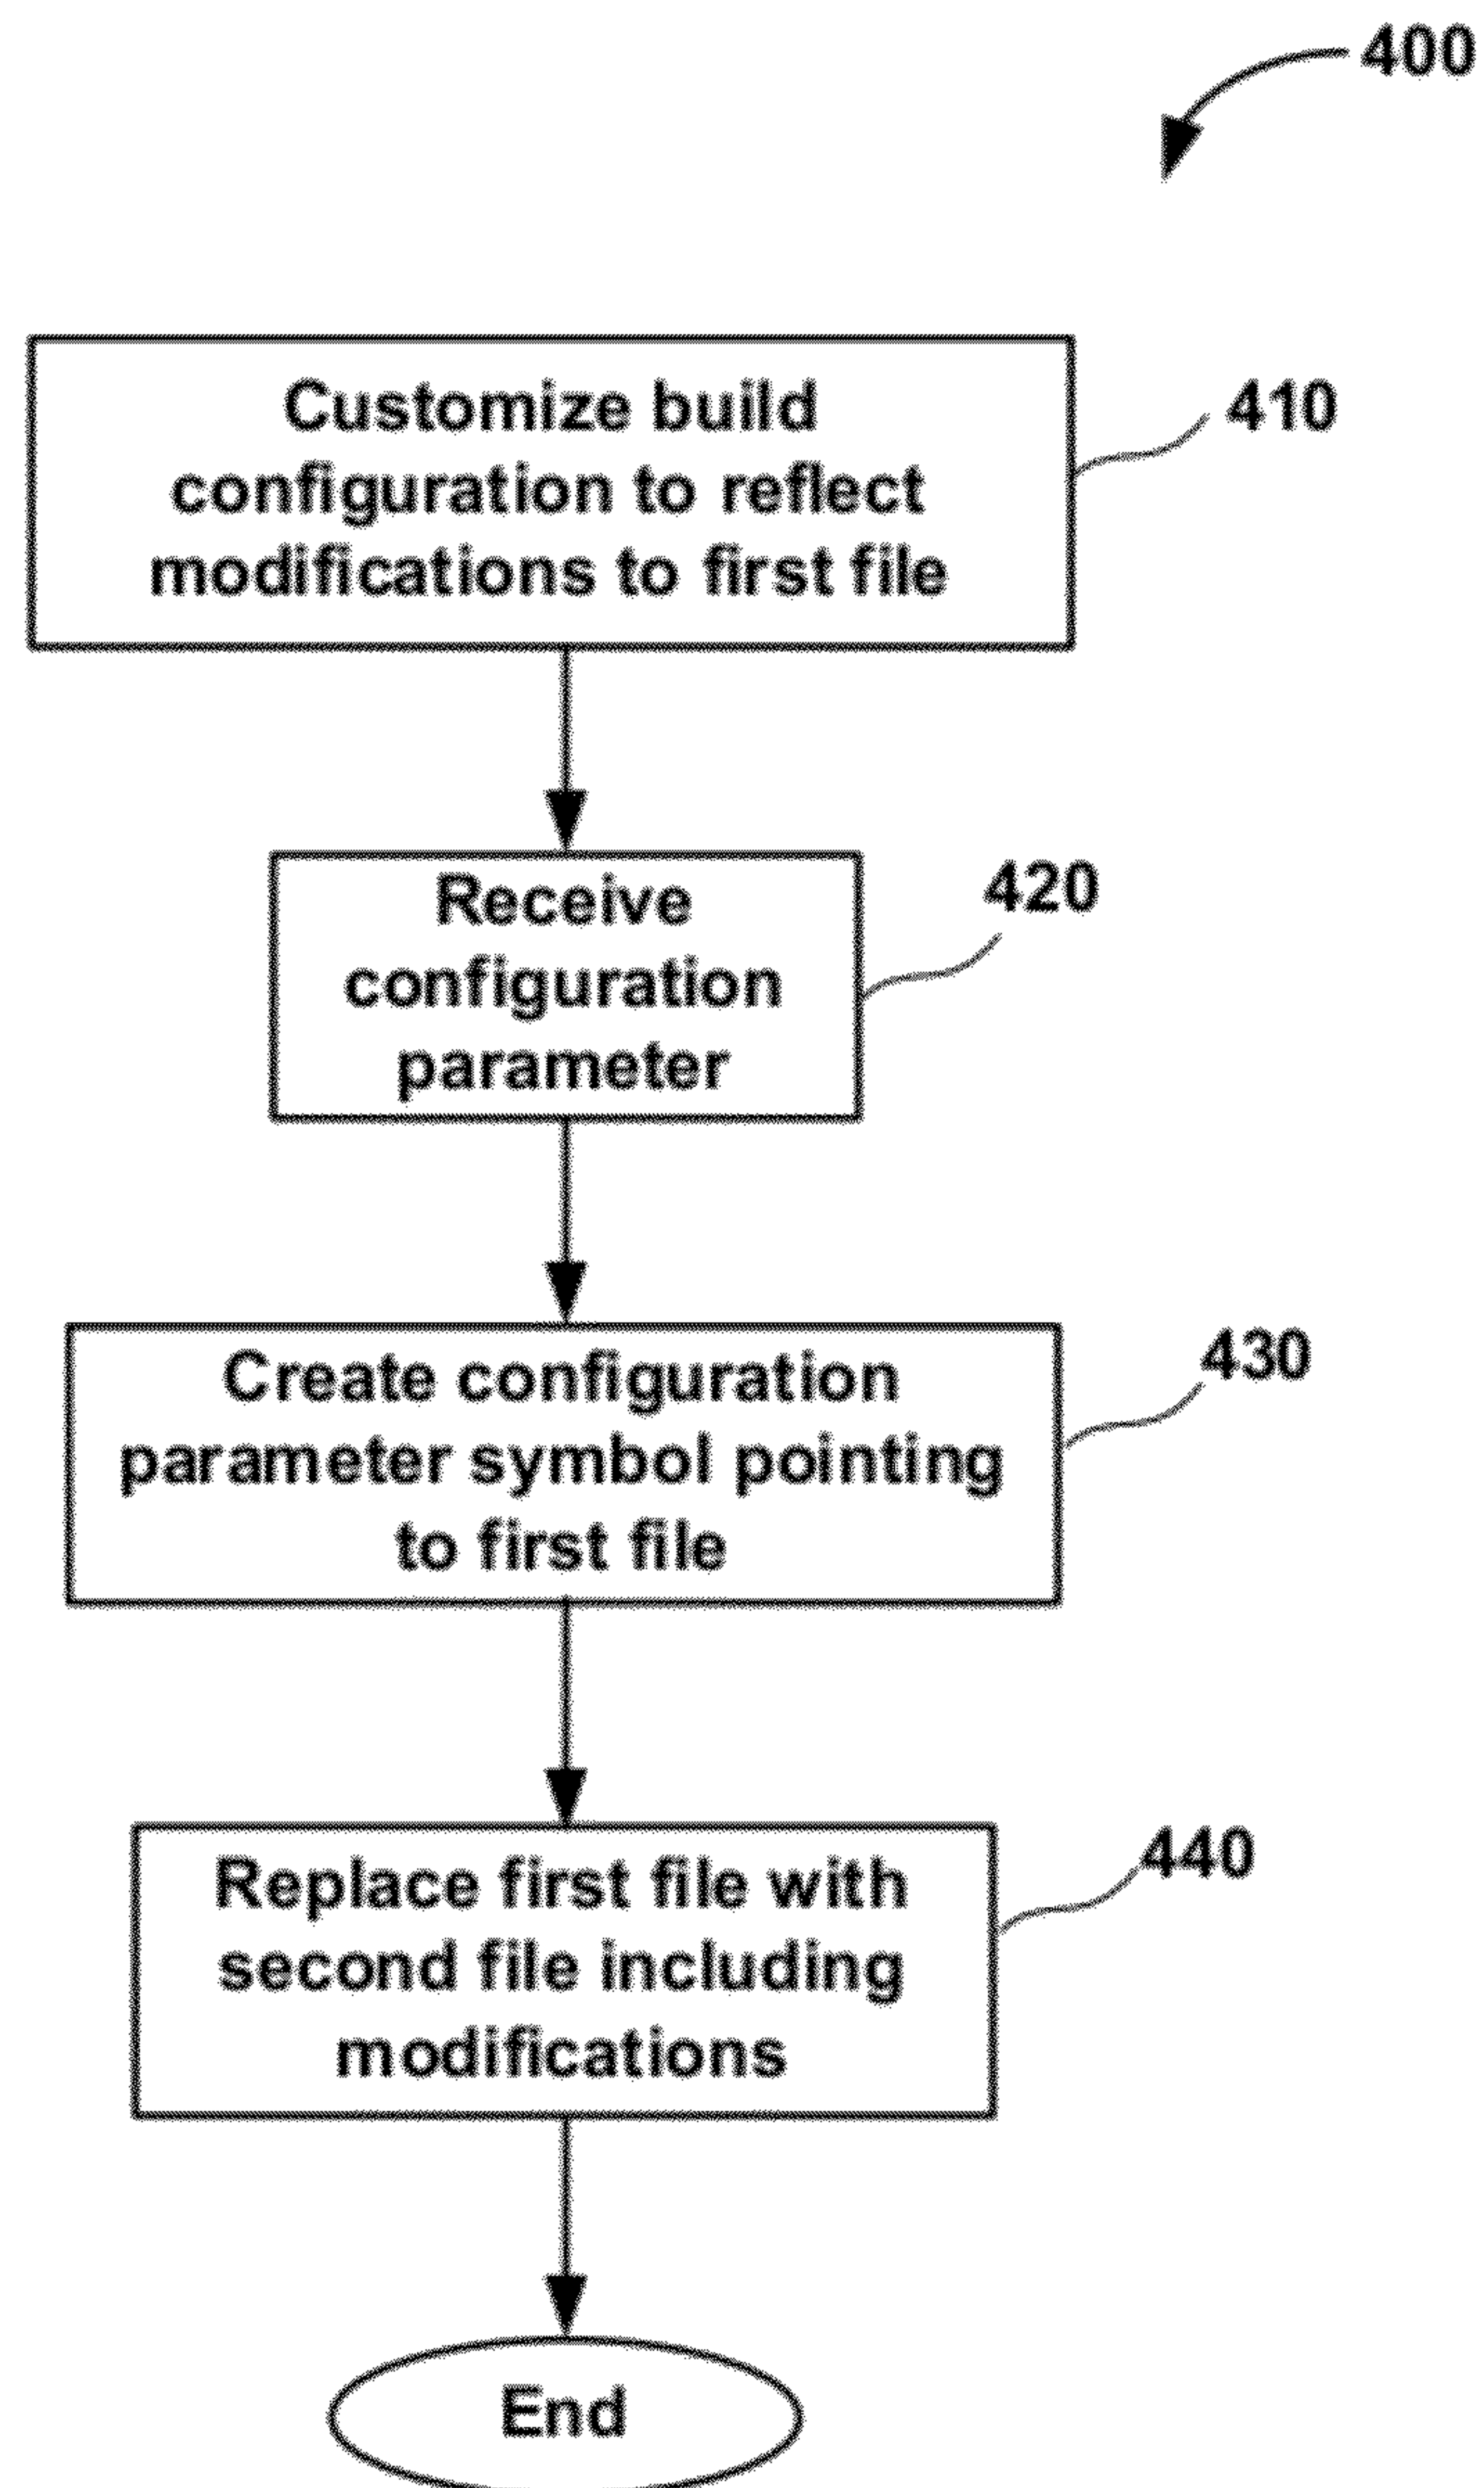 400
Customize build
configuration to reflect
modifications to first file
410
Receive
configuration
parameter
420
Create configuration
parameter symbol pointing
to first file
430
Replace first file with
second file including
modifications
440
End